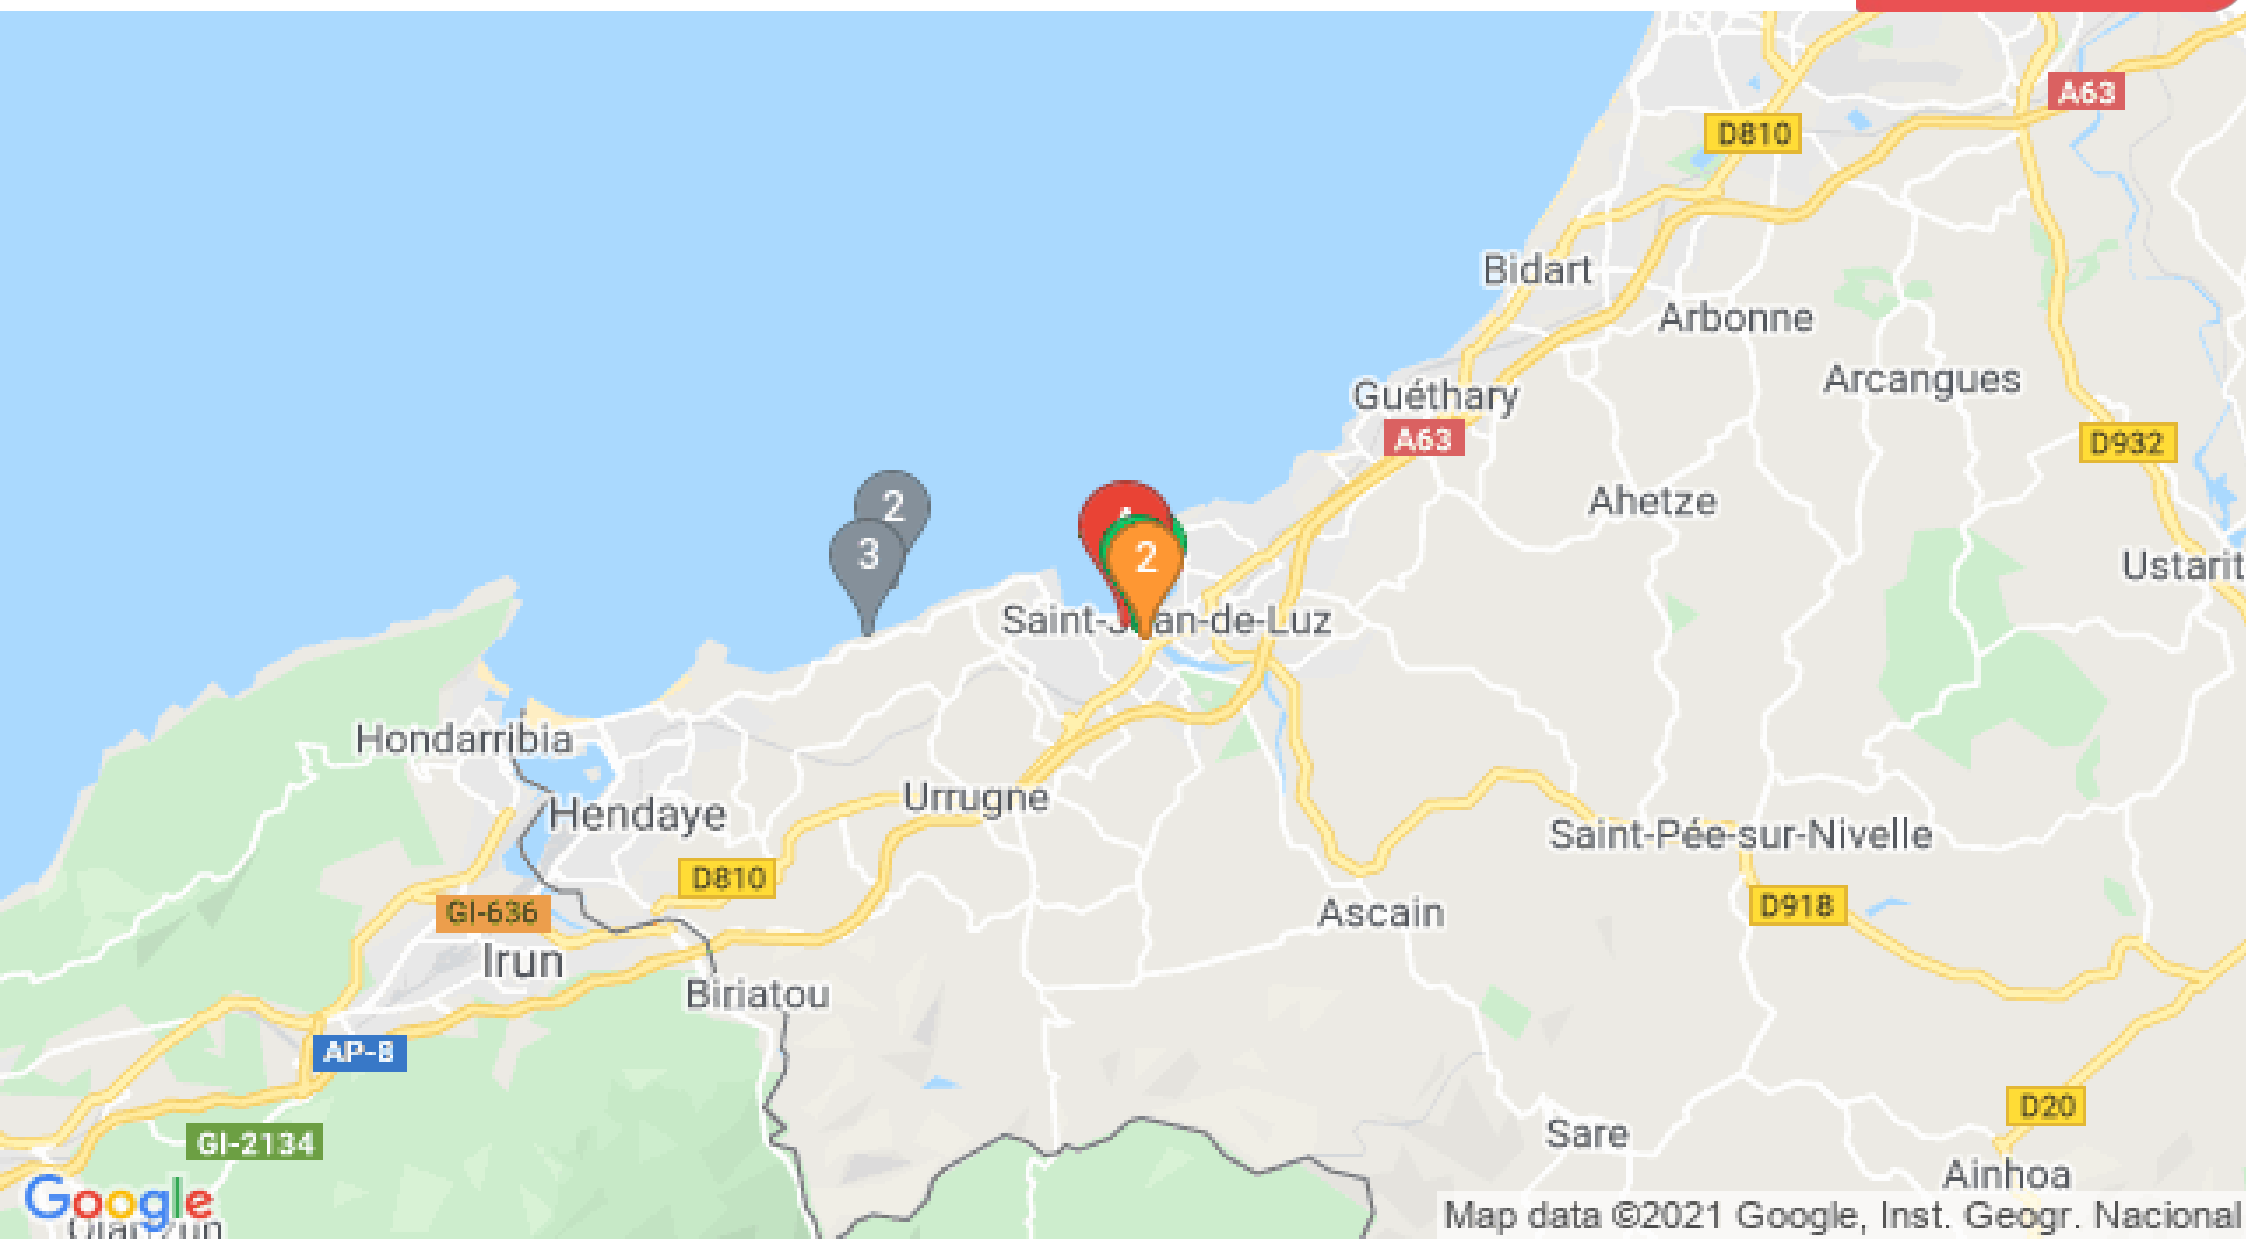 A63
D810
Bidart
Arbonne
Arcangues
Guéthary
A63
D932
2
Ahetze
3
2
Ustarit
Saint-Jean-de-Luz
Hondarribia
Urrugne
Hendaye
Saint-Pée-sur-Nivelle
D810
D918
GI-636
Ascain
Irun
Biriatou
AP-8
D20
Sare
GI-2134
Ainhoa
Google
Map data ©2021 Google, Inst. Geogr. Nacional